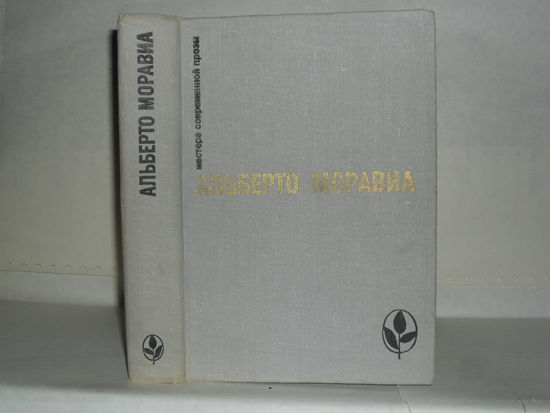 АЛЬБЕРТО МОРАВИА
мастера современной прозы
АЛЬБЕРТО МОРАВИА